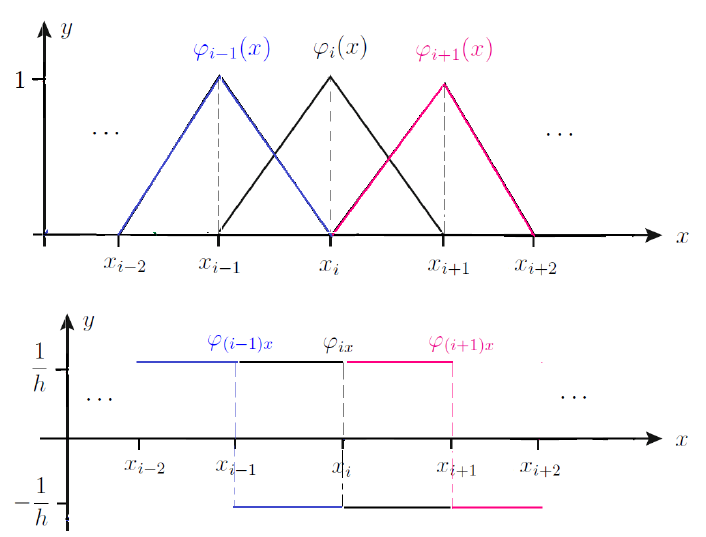 y
φ_{i−1}(x) φ_i(x) φ_{i+1}(x)
1
... ...
x_{i−2} x_{i−1} x_i x_{i+1} x_{i+2} x
y
φ_{(i−1)x} φ_{ix} φ_{(i+1)x}
1/h
... ...
x
x_{i−2} x_{i−1} x_i x_{i+1} x_{i+2}
−1/h